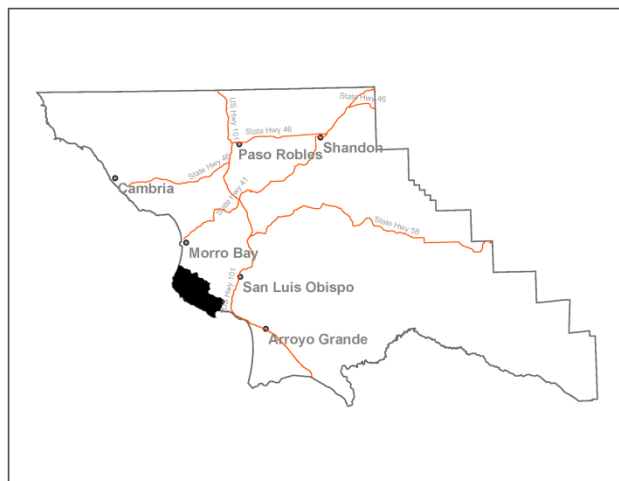 State Hwy 46
US Hwy 101
State Hwy 46
Paso Robles
Shandon
State Hwy 46
Cambria
State Hwy 41
State Hwy 58
Morro Bay
US Hwy 101
San Luis Obispo
Arroyo Grande